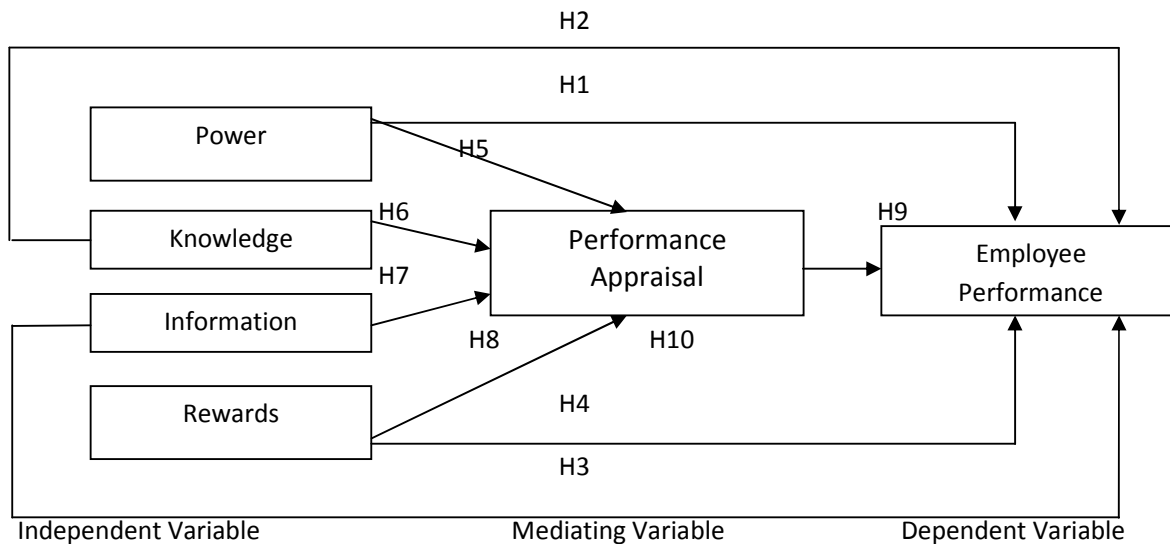 H2
H1
Power
H5
H6
H9
Knowledge
Performance
Appraisal
Employee
Performance
H7
Information
H8
H10
Rewards
H4
H3
Independent Variable
Mediating Variable
Dependent Variable